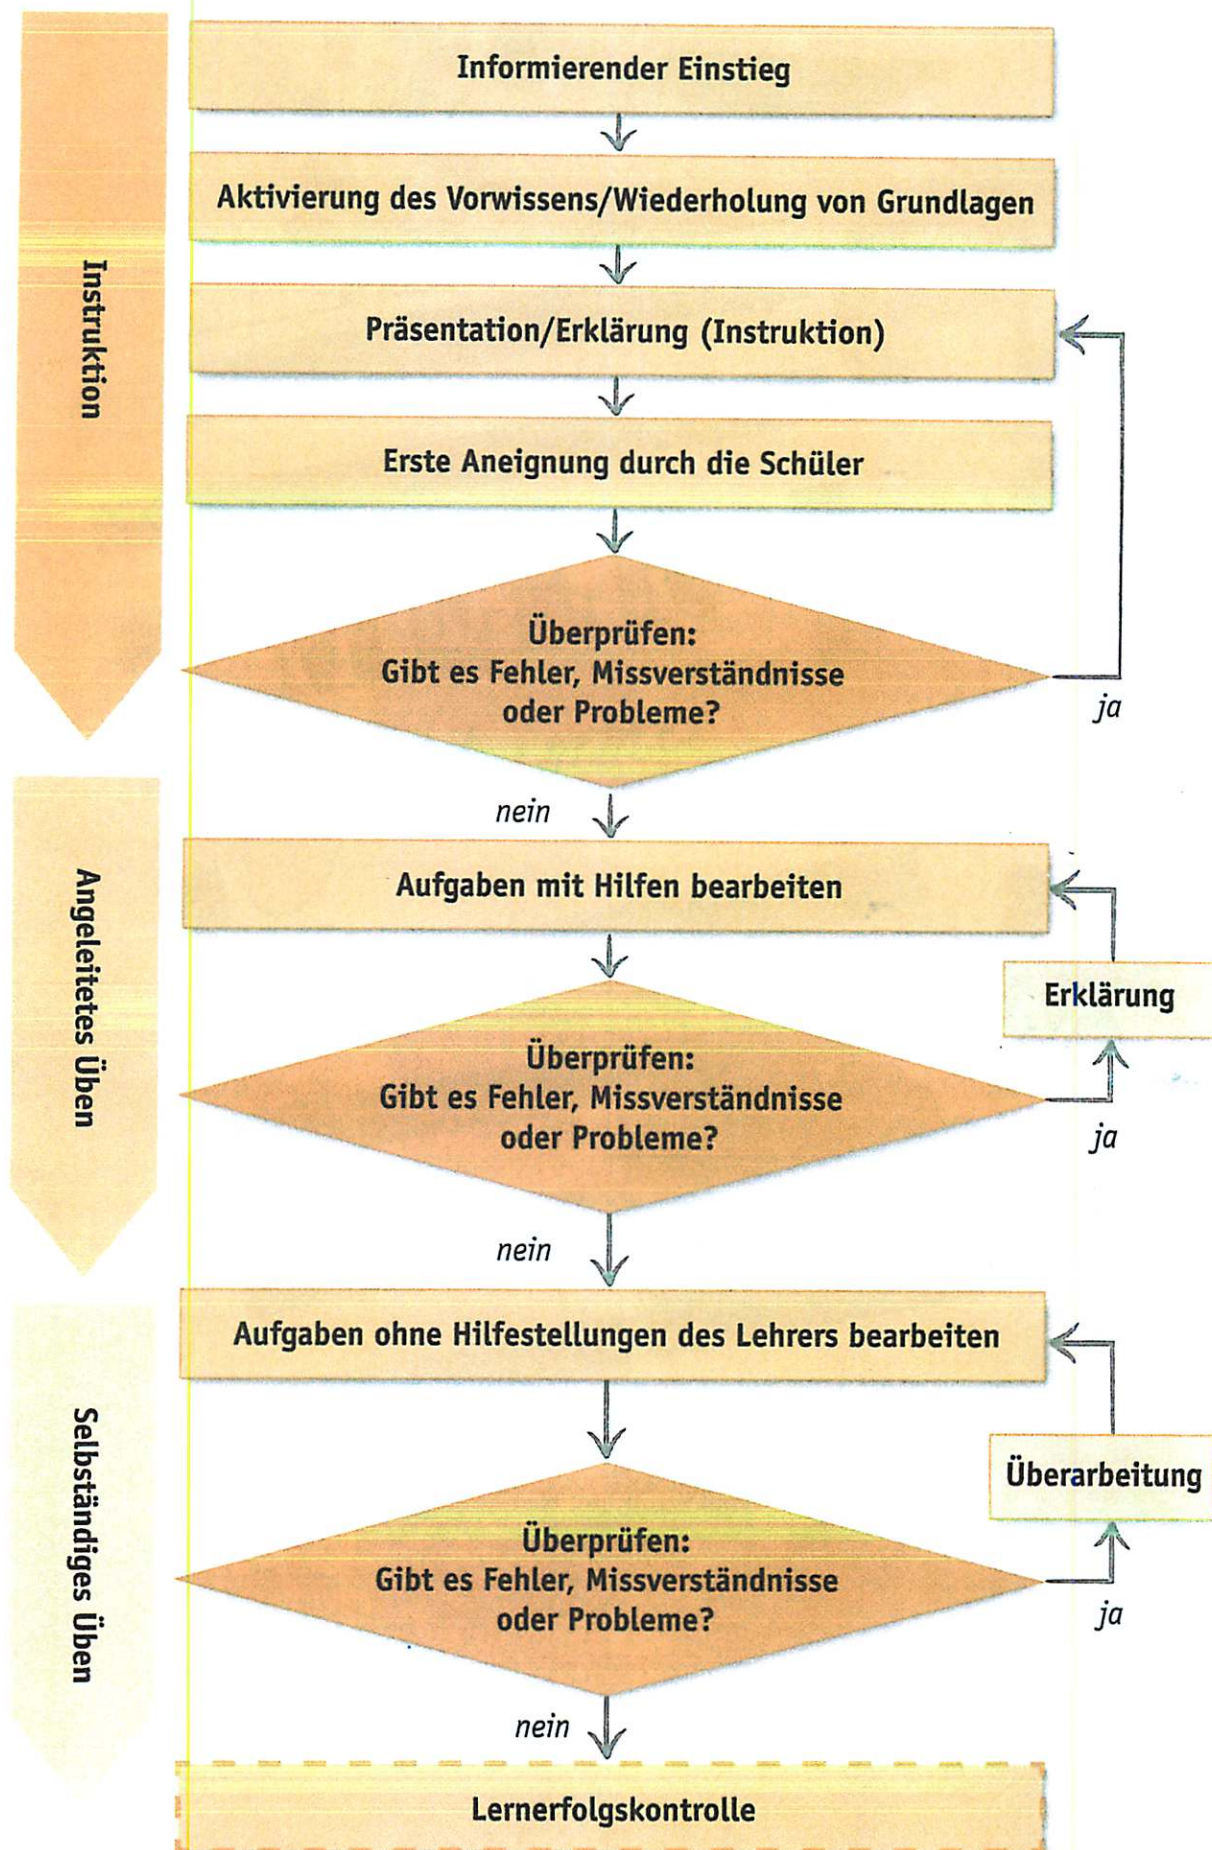 Instruktion
Informierender Einstieg
Aktivierung des Vorwissens/Wiederholung von Grundlagen
Präsentation/Erklärung (Instruktion)
Erste Aneignung durch die Schüler
Überprüfen:
Gibt es Fehler, Missverständnisse
oder Probleme?
ja
nein
Angeleitetes Üben
Aufgaben mit Hilfen bearbeiten
Erklärung
Überprüfen:
Gibt es Fehler, Missverständnisse
oder Probleme?
ja
nein
Selbständiges Üben
Aufgaben ohne Hilfestellungen des Lehrers bearbeiten
Überarbeitung
Überprüfen:
Gibt es Fehler, Missverständnisse
oder Probleme?
ja
nein
Lernerfolgskontrolle